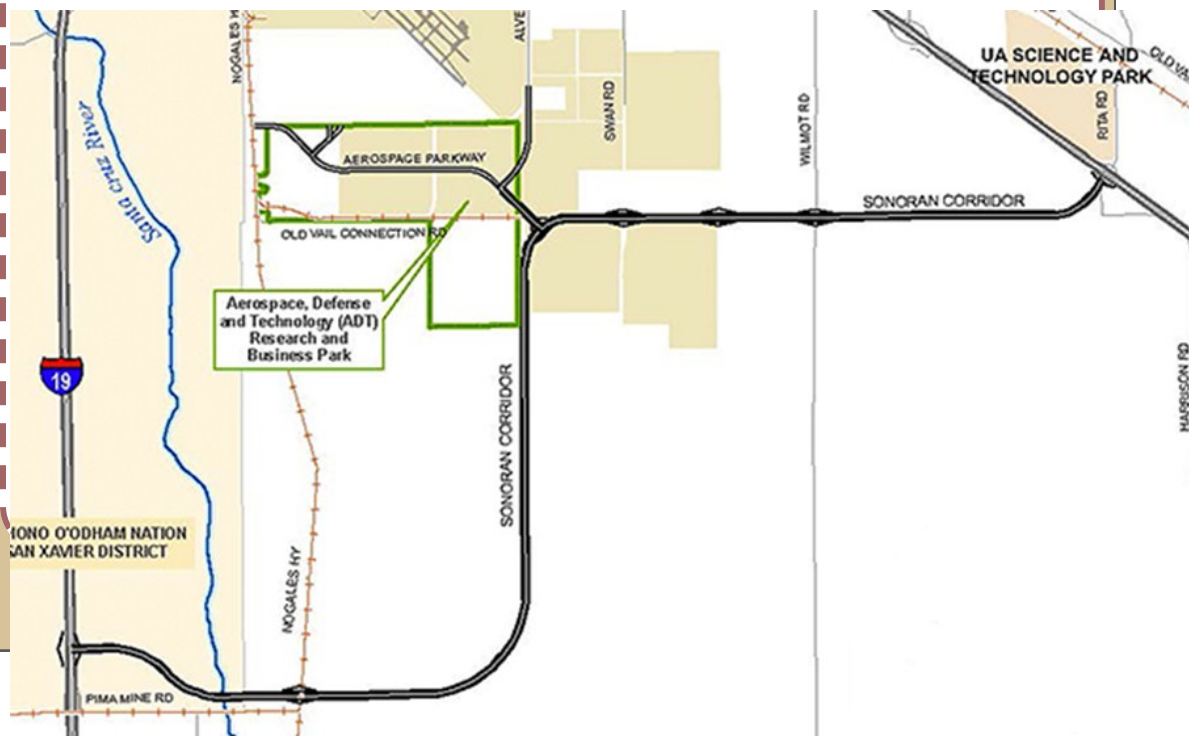 NOGALES H
ALVE
UA SCIENCE AND
TECHNOLOGY PARK
OLD VAIL
SWAN RD
WILMOT RD
RITA RD
Santa cruz River
AEROSPACE PARKWAY
SONORAN CORRIDOR
OLD VAIL CONNECTION RD
Aerospace, Defense
and Technology (ADT)
Research and
Business Park
19
HARRISON RD
SONORAN CORRIDOR
HONO O'ODHAM NATION
SAN XAVIER DISTRICT
NOGALES HY
PIMA MINE RD